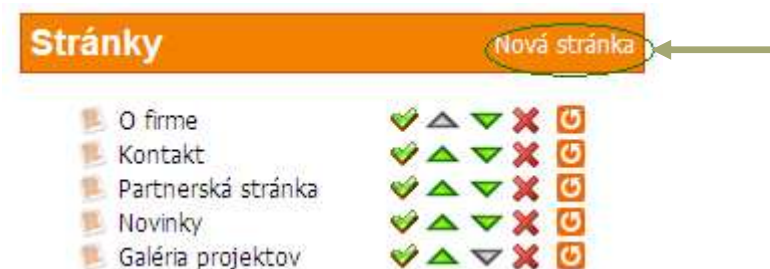 Stránky Nová stránka
O firme
Kontakt
Partnerská stránka
Novinky
Galéria projektov